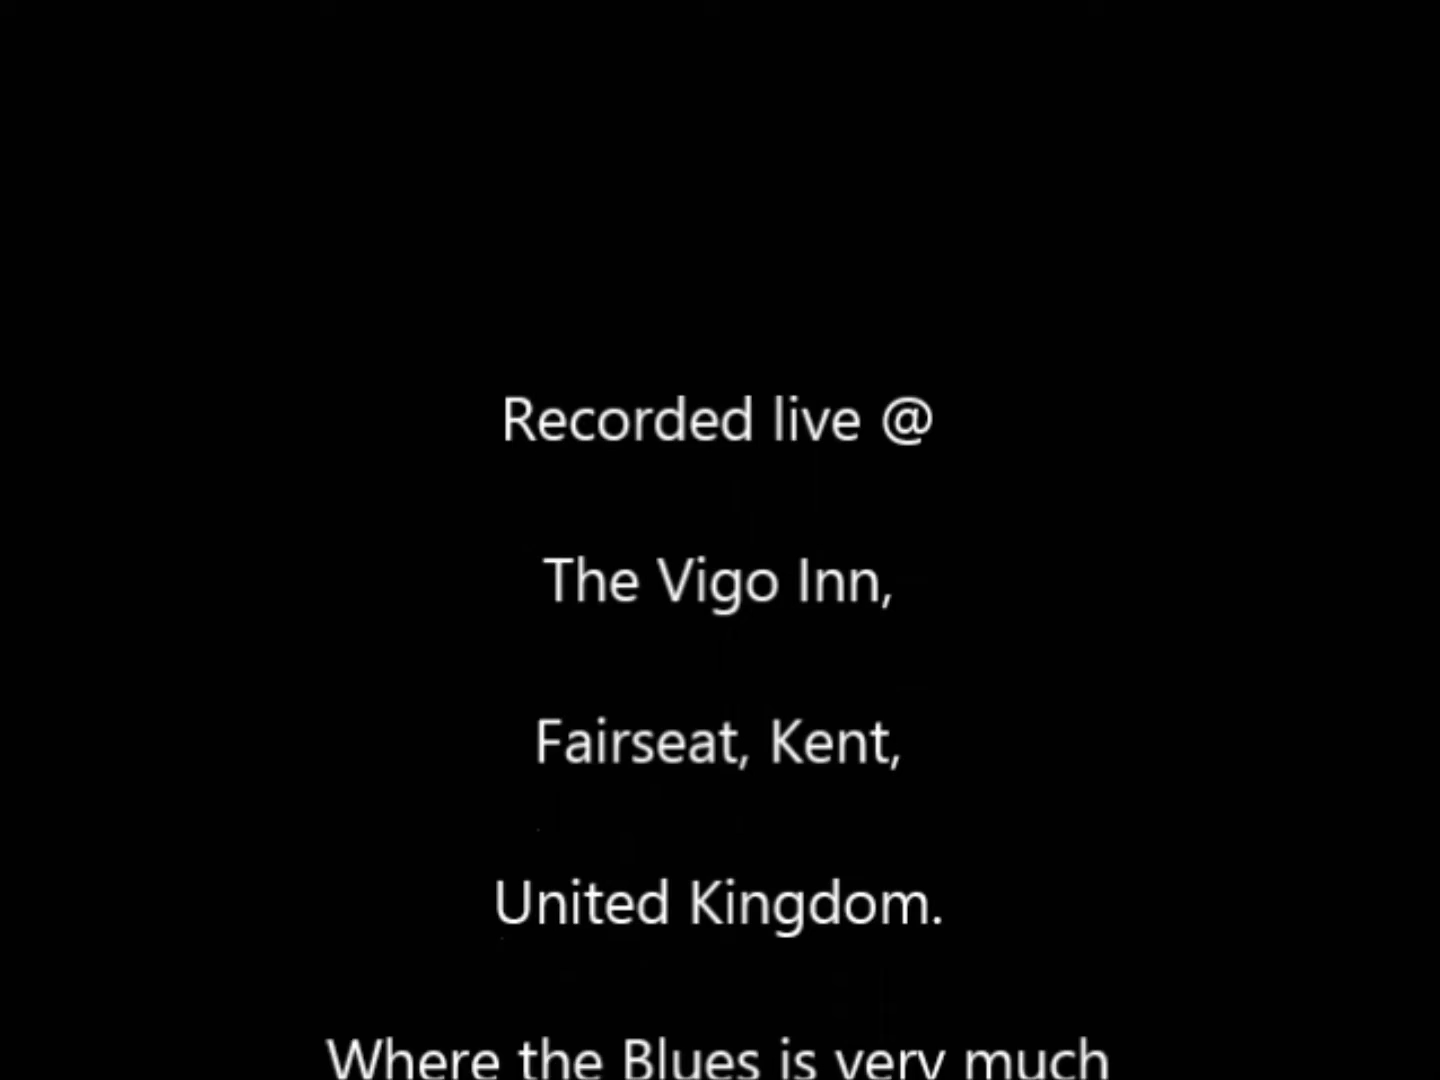 Recorded live @
The Vigo Inn,
Fairseat, Kent,
United Kingdom.
Where the Blues is very much